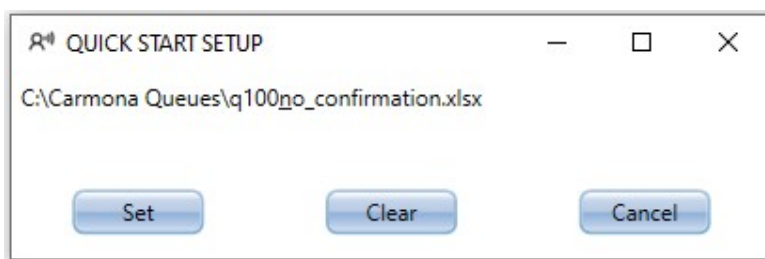 QUICK START SETUP
C:\Carmona Queues\q100no_confirmation.xlsx
Set Clear Cancel